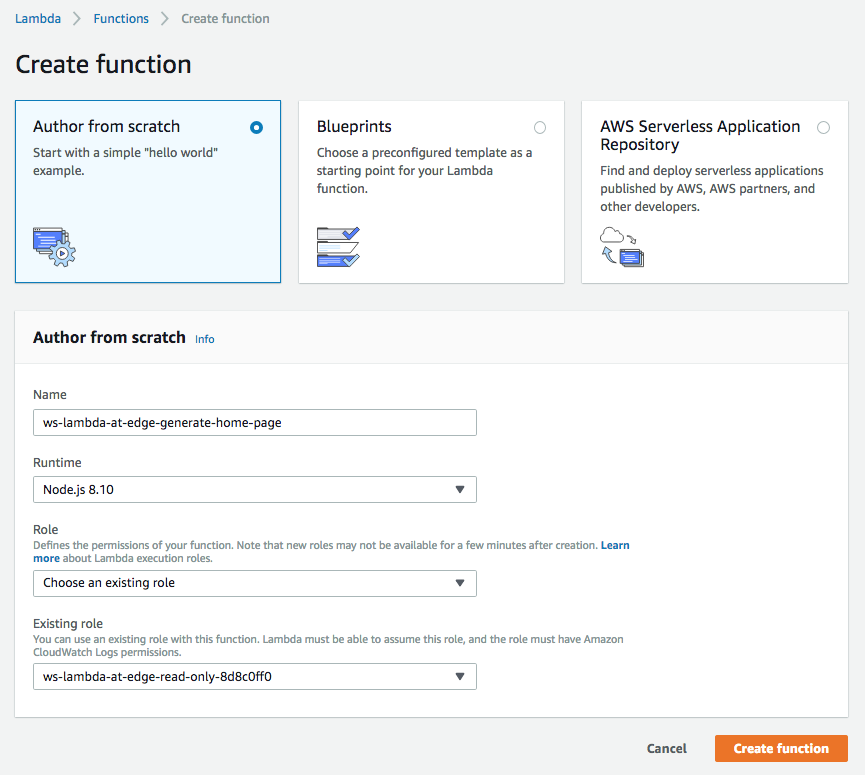 Lambda > Functions > Create function
Create function
Author from scratch
Start with a simple "hello world"
example.
Blueprints
Choose a preconfigured template as a
starting point for your Lambda
function.
AWS Serverless Application
Repository
Find and deploy serverless applications
published by AWS, AWS partners, and
other developers.
Author from scratch Info
Name
ws-lambda-at-edge-generate-home-page
Runtime
Node.js 8.10
Role
Defines the permissions of your function. Note that new roles may not be available for a few minutes after creation. Learn
more about Lambda execution roles.
Choose an existing role
Existing role
You can use an existing role with this function. Lambda must be able to assume this role, and the role must have Amazon
CloudWatch Logs permissions.
ws-lambda-at-edge-read-only-8d8c0ff0
Cancel Create function